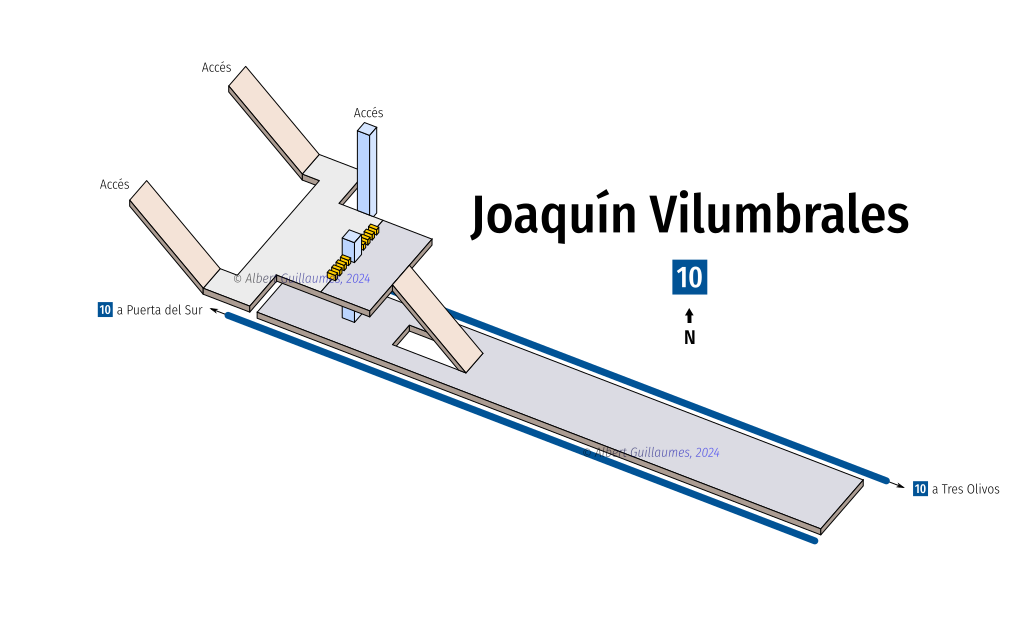 Accés
Accés
Accés
Joaquín Vilumbrales
10
N
© Albert Guillaumes, 2024
10 a Puerta del Sur
© Albert Guillaumes, 2024
10 a Tres Olivos